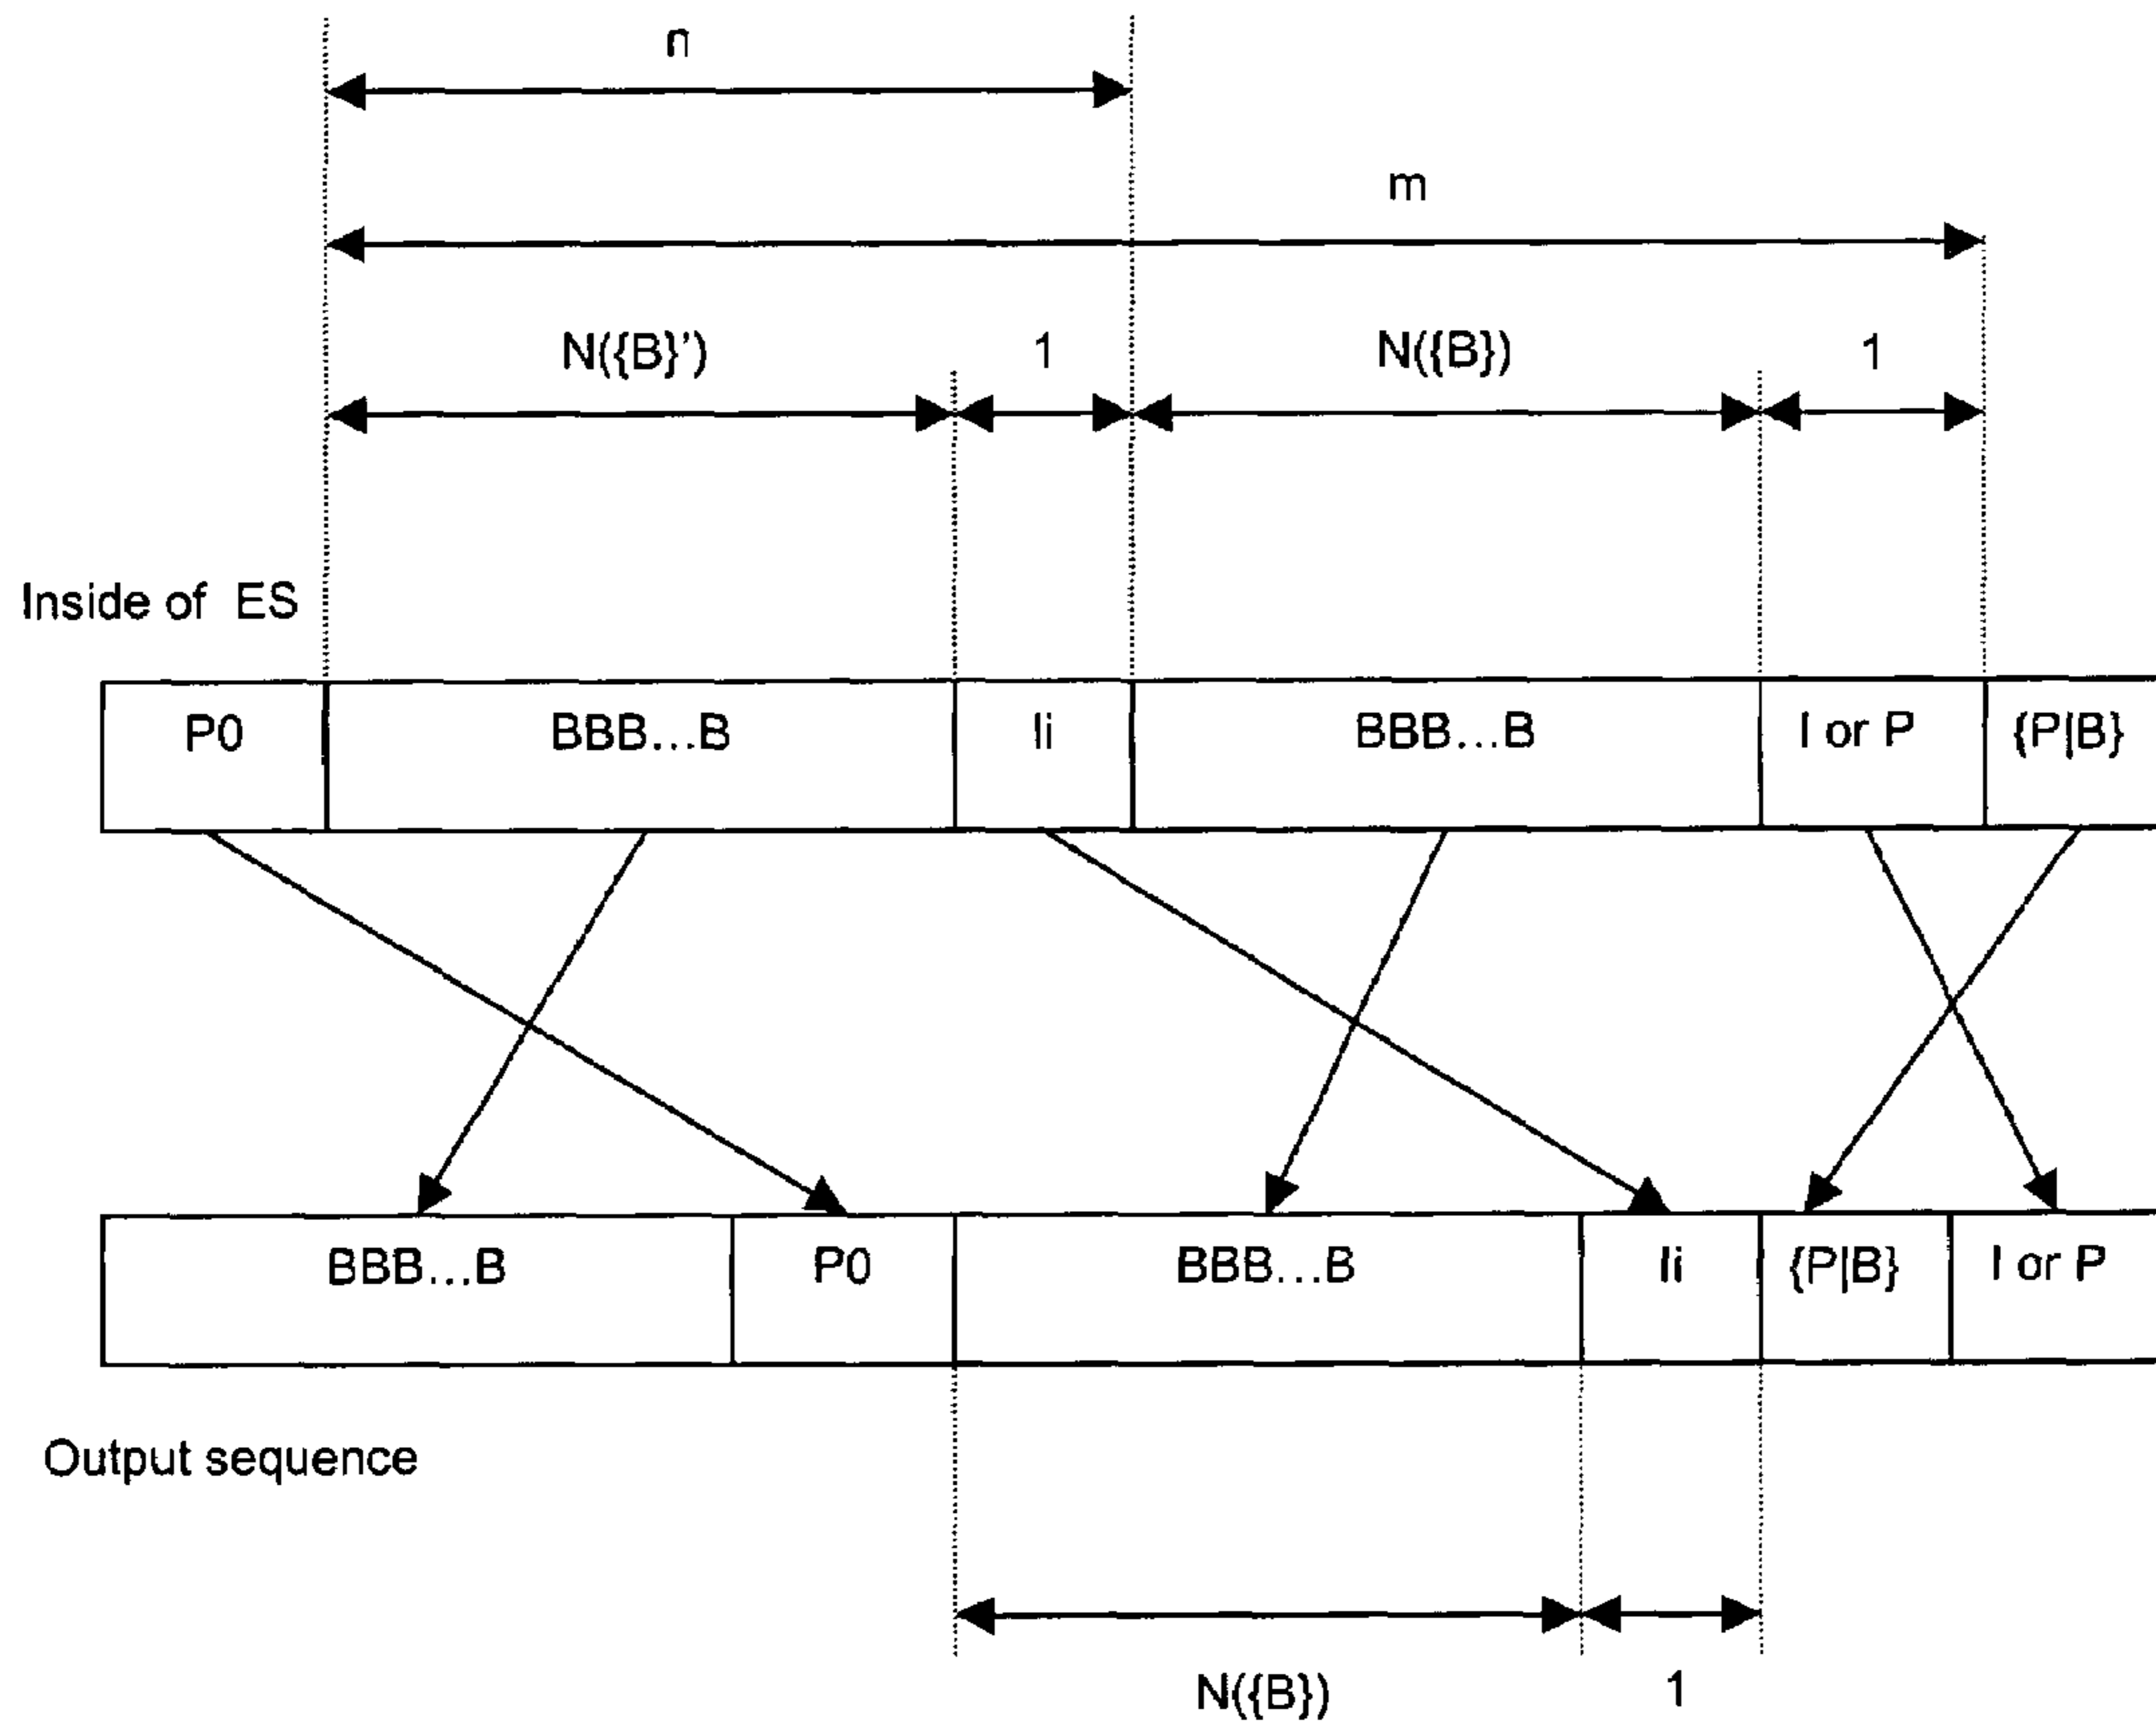 n
m
N({B}’) 1 N({B}) 1
Inside of ES
P0 BBB...B Ii BBB...B I or P {P|B}
BBB...B P0 BBB...B Ii {P|B} I or P
Output sequence
N({B}) 1